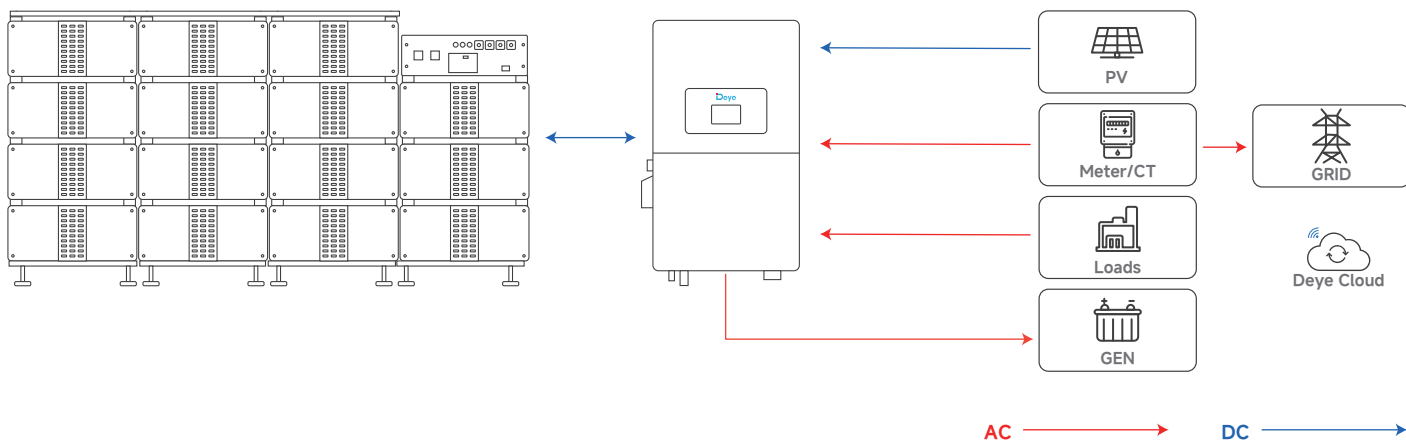 PV
Deye
Meter/CT
GRID
Loads
Deye Cloud
GEN
AC
DC